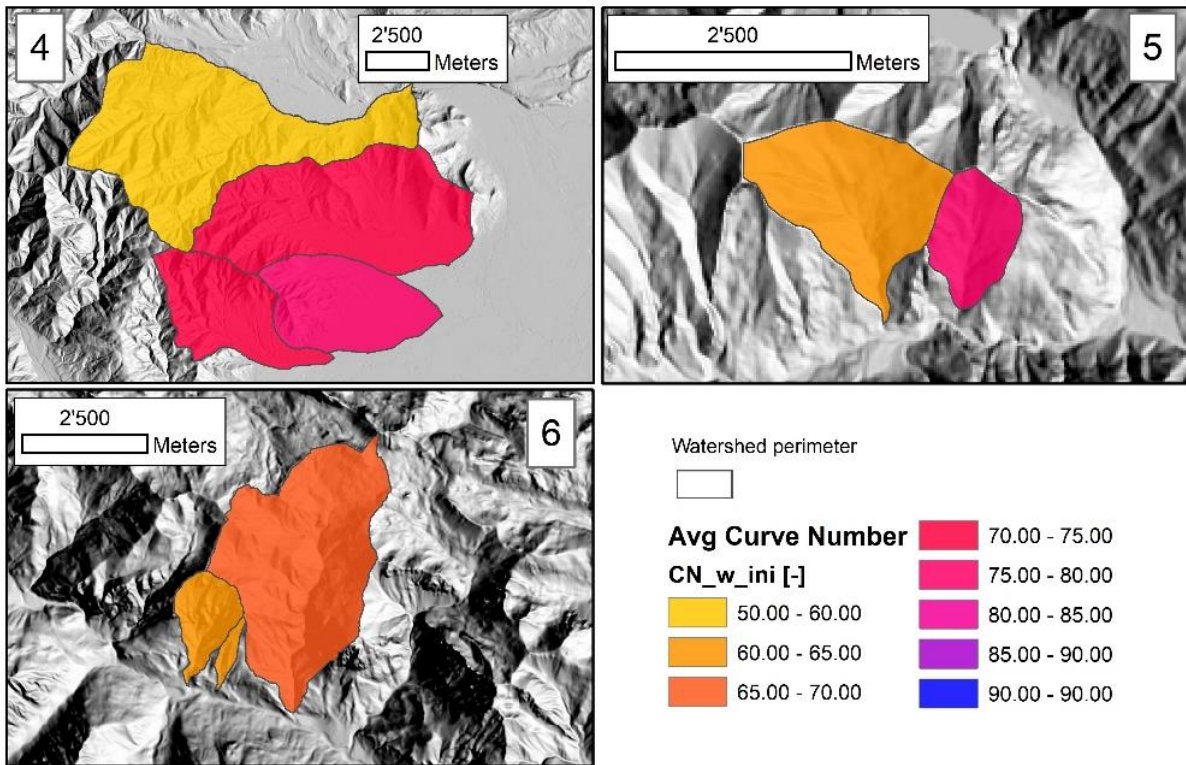 4
2'500
Meters
2'500
Meters
5
2'500
Meters
6
Watershed perimeter
Avg Curve Number
CN_w_ini [-]
50.00 - 60.00
60.00 - 65.00
65.00 - 70.00
70.00 - 75.00
75.00 - 80.00
80.00 - 85.00
85.00 - 90.00
90.00 - 90.00